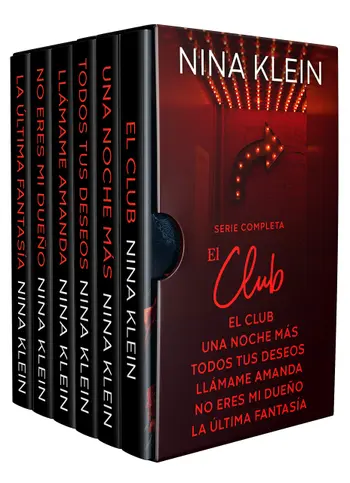 LA ÚLTIMA FANTASÍA NINA KLEIN
NO ERES MI DUEÑO NINA KLEIN
LLÁMAME AMANDA NINA KLEIN
TODOS TUS DESEOS NINA KLEIN
UNA NOCHE MÁS NINA KLEIN
EL CLUB NINA KLEIN
NINA KLEIN
SERIE COMPLETA
El
Club
EL CLUB
UNA NOCHE MÁS
TODOS TUS DESEOS
LLÁMAME AMANDA
NO ERES MI DUEÑO
LA ÚLTIMA FANTASÍA